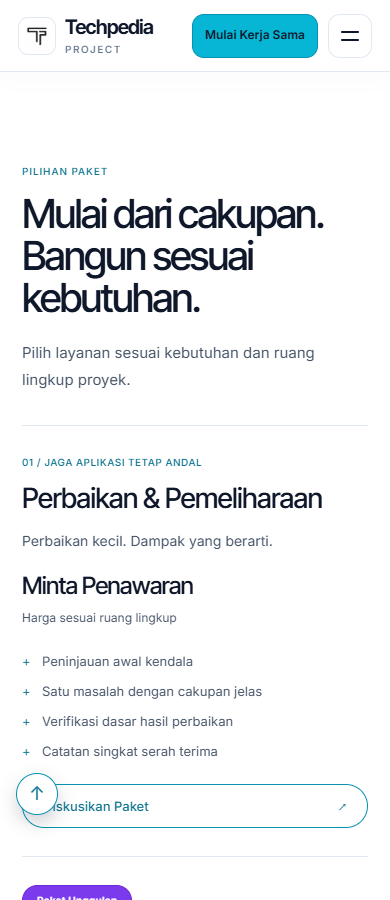 Techpedia
PROJECT
Mulai Kerja Sama
PILIHAN PAKET
Mulai dari cakupan.
Bangun sesuai
kebutuhan.
Pilih layanan sesuai kebutuhan dan ruang
lingkup proyek.
01 / JAGA APLIKASI TETAP ANDAL
Perbaikan & Pemeliharaan
Perbaikan kecil. Dampak yang berarti.
Minta Penawaran
Harga sesuai ruang lingkup
+ Peninjauan awal kendala
+ Satu masalah dengan cakupan jelas
+ Verifikasi dasar hasil perbaikan
+ Catatan singkat serah terima
iskusikan Paket
Paket Unggulan